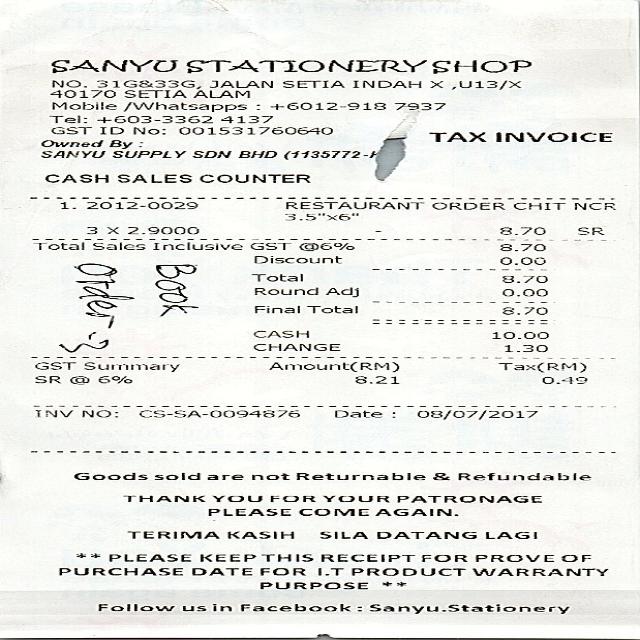 SANYU STATIONERY SHOP
NO. 31G&33G, JALAN SETIA INDAH X ,U13/X
40170 SETIA ALAM
Mobile /Whatsapps : +6012-918 7937
Tel: +603-3362 4137
GST ID No: 001531760640
TAX INVOICE
Owned By :
SANYU SUPPLY SDN BHD (1135772-K
CASH SALES COUNTER
1. 2012-0029 RESTAURANT ORDER CHIT NCR
3.5"x6"
3 X 2.9000 - 8.70 SR
Total Sales Inclusive GST @6% 8.70
Discount 0.00
Total 8.70
Round Adj 0.00
Final Total 8.70
CASH 10.00
CHANGE 1.30
Order-3
Book
GST Summary Amount(RM) Tax(RM)
SR @ 6% 8.21 0.49
INV NO: CS-SA-0094876 Date : 08/07/2017
Goods sold are not Returnable & Refundable
THANK YOU FOR YOUR PATRONAGE
PLEASE COME AGAIN.
TERIMA KASIH SILA DATANG LAGI
** PLEASE KEEP THIS RECEIPT FOR PROVE OF
PURCHASE DATE FOR I.T PRODUCT WARRANTY
PURPOSE **
Follow us in Facebook : Sanyu.Stationery